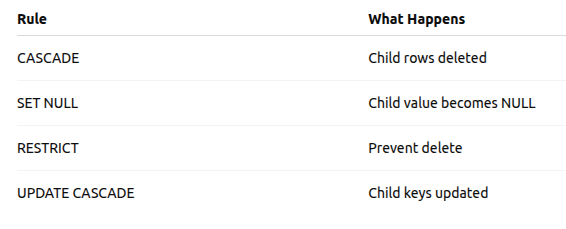 Rule What Happens
CASCADE Child rows deleted
SET NULL Child value becomes NULL
RESTRICT Prevent delete
UPDATE CASCADE Child keys updated